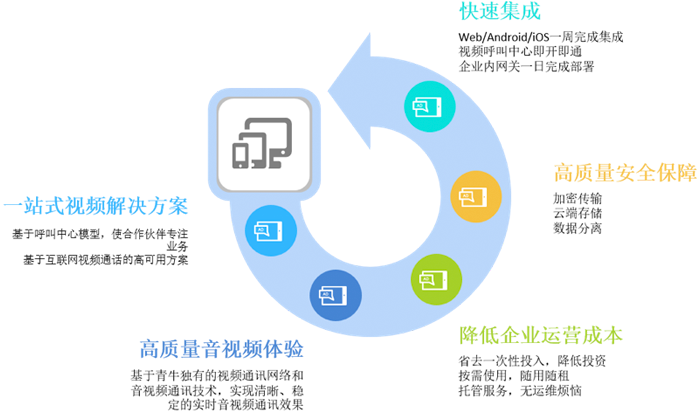 快速集成
Web/Android/iOS一周完成集成
视频呼叫中心即开即通
企业内网关一日完成部署
高质量安全保障
加密传输
云端存储
数据分离
一站式视频解决方案
基于呼叫中心模型，使合作伙伴专注
业务
基于互联网视频通话的高可用方案
高质量音视频体验
基于青牛独有的视频通讯网络和
音视频通讯技术，实现清晰、稳
定的实时音视频通讯效果
降低企业运营成本
省去一次性投入，降低投资
按需使用，随用随租
托管服务，无运维烦恼